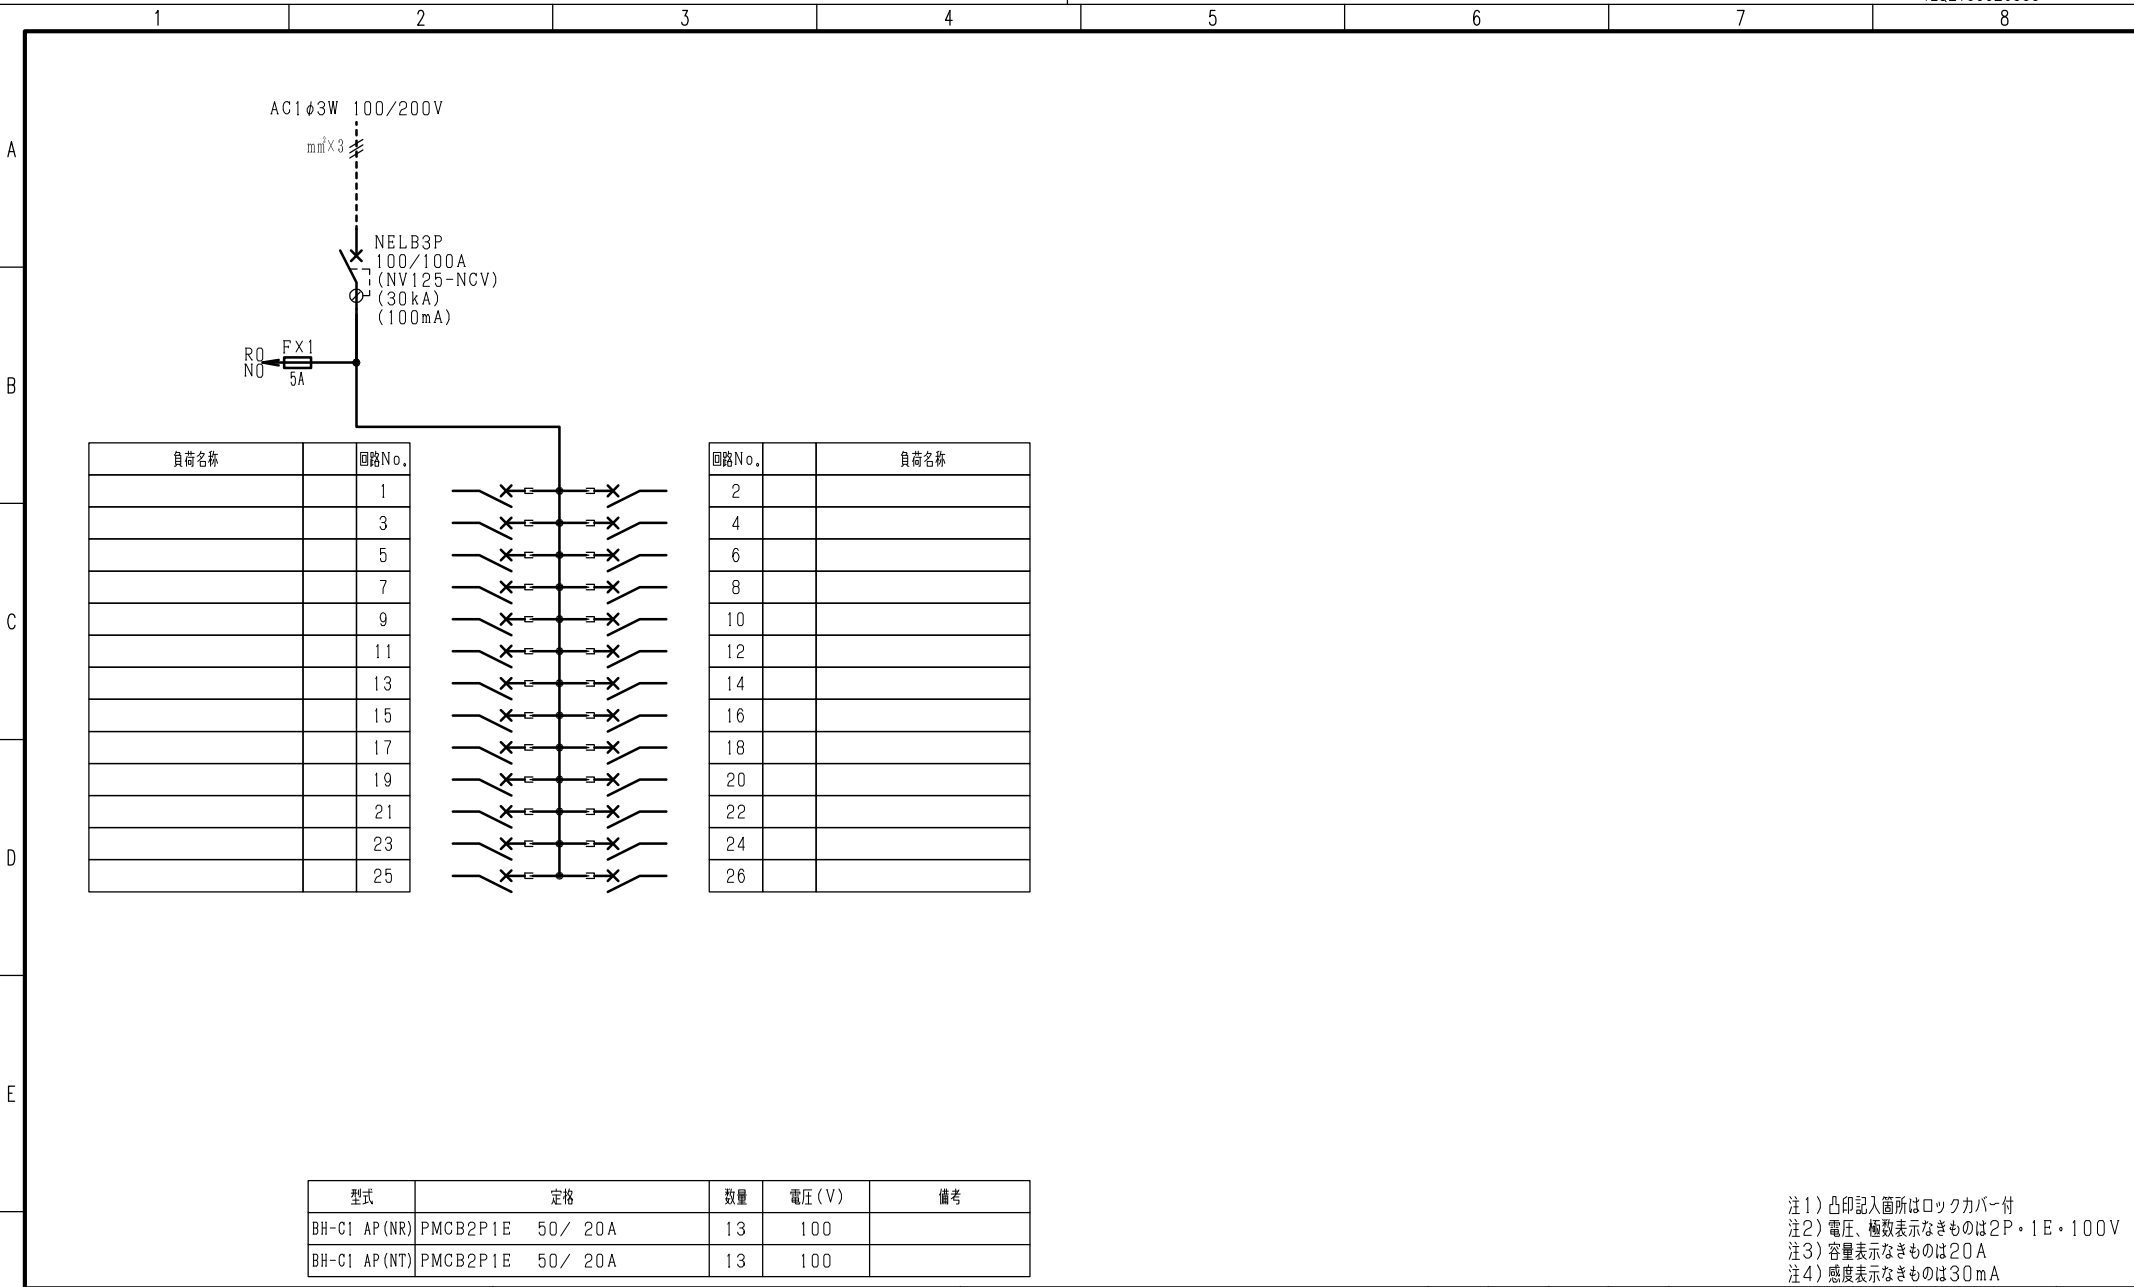 1 2 3 4 5 6 7 8
A
B
C
D
E
AC1φ3W 100/200V
mm²×3
NELB3P
100/100A
(NV125-NCV)
(30kA)
(100mA)
R0
N0
F×1
5A
負荷名称 回路No.
1
3
5
7
9
11
13
15
17
19
21
23
25
回路No. 負荷名称
2
4
6
8
10
12
14
16
18
20
22
24
26
型式 定格 数量 電圧(V) 備考
BH-C1 AP(NR) PMCB2P1E 50/ 20A 13 100
BH-C1 AP(NT) PMCB2P1E 50/ 20A 13 100
注1)凸印記入箇所はロックカバー付
注2)電圧、極数表示なきものは2P・1E・100V
注3)容量表示なきものは20A
注4)感度表示なきものは30mA